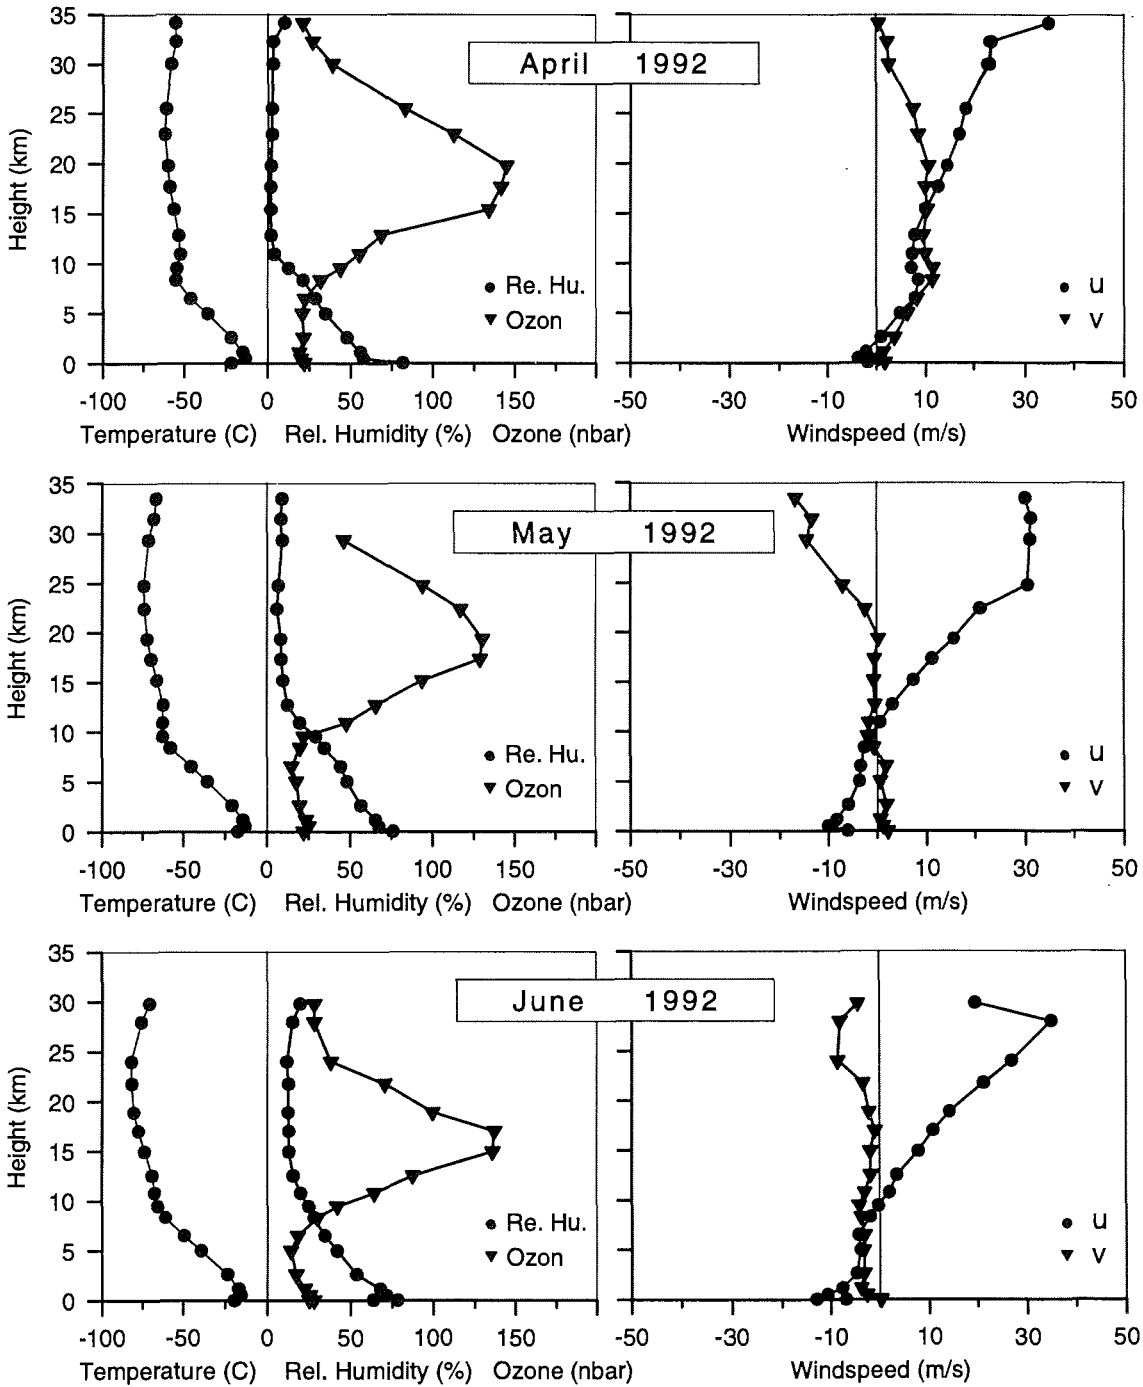 April 1992
35
30
25
20
15
10
5
0
Height (km)
Re. Hu.
Ozon
u
v
-100 -50 0 50 100 150
-50 -30 -10 10 30 50
Temperature (C) Rel. Humidity (%) Ozone (nbar)
Windspeed (m/s)
May 1992
35
30
25
20
15
10
5
0
Height (km)
Re. Hu.
Ozon
u
v
-100 -50 0 50 100 150
-50 -30 -10 10 30 50
Temperature (C) Rel. Humidity (%) Ozone (nbar)
Windspeed (m/s)
June 1992
35
30
25
20
15
10
5
0
Height (km)
Re. Hu.
Ozon
u
v
-100 -50 0 50 100 150
-50 -30 -10 10 30 50
Temperature (C) Rel. Humidity (%) Ozone (nbar)
Windspeed (m/s)